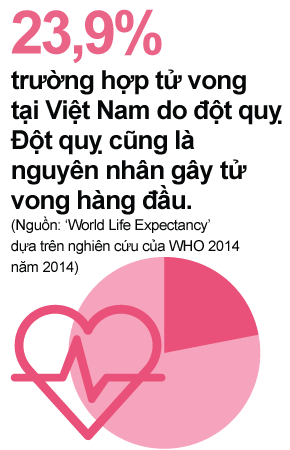 23,9%
trường hợp tử vong
tại Việt Nam do đột quỵ
Đột quỵ cũng là
nguyên nhân gây tử
vong hàng đầu.
(Nguồn: ‘World Life Expectancy’
dựa trên nghiên cứu của WHO 2014
năm 2014)